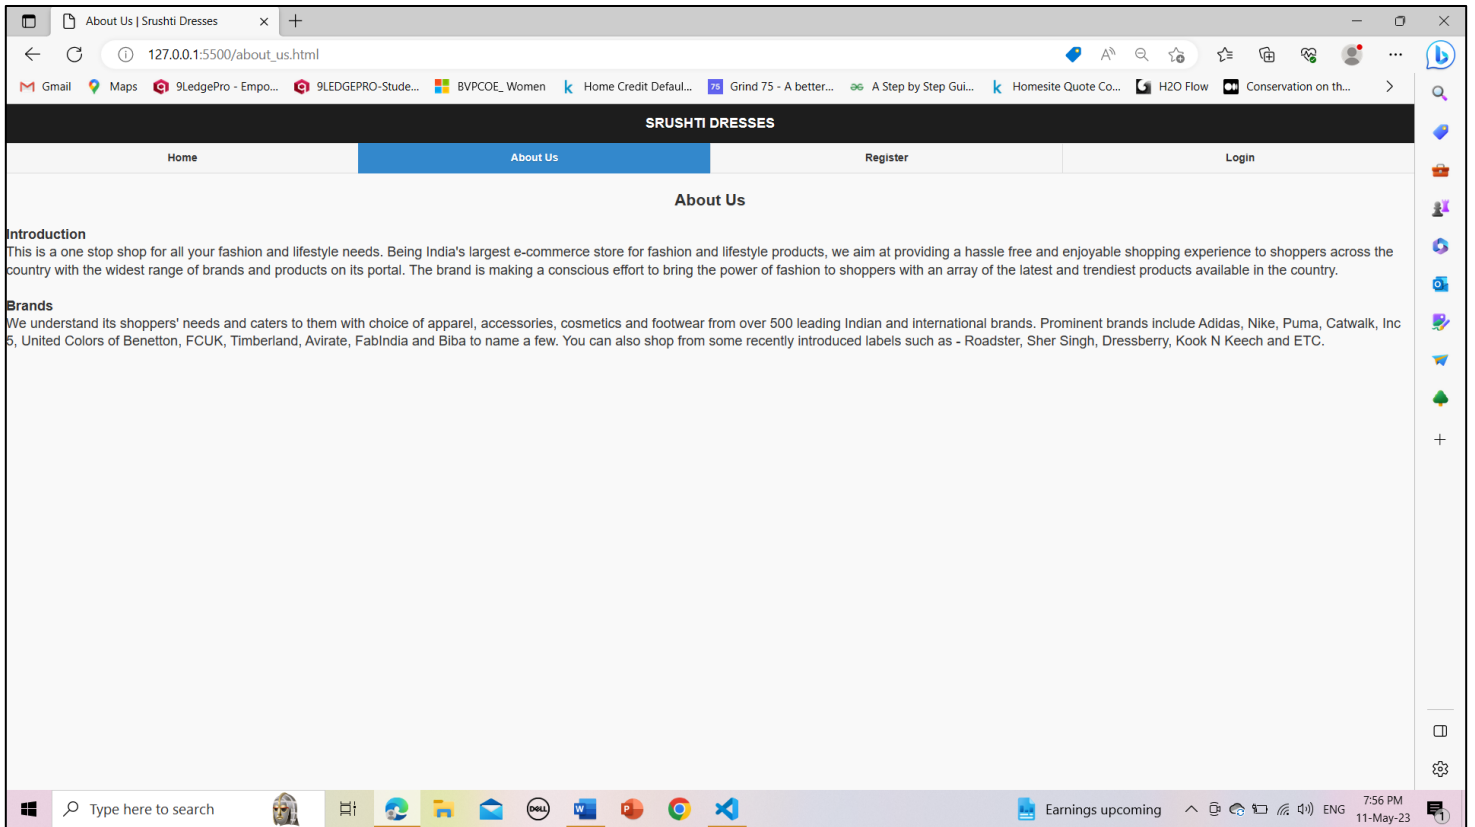 About Us | Srushti Dresses
127.0.0.1:5500/about_us.html
Gmail Maps 9LedgePro - Empo... 9LEDGEPRO-Stude... BVPCOE_ Women Home Credit Defaul... 75 Grind 75 - A better... A Step by Step Gui... Homesite Quote Co... H2O Flow Conservation on th...
SRUSHTI DRESSES
Home About Us Register Login
About Us
Introduction
This is a one stop shop for all your fashion and lifestyle needs. Being India's largest e-commerce store for fashion and lifestyle products, we aim at providing a hassle free and enjoyable shopping experience to shoppers across the
country with the widest range of brands and products on its portal. The brand is making a conscious effort to bring the power of fashion to shoppers with an array of the latest and trendiest products available in the country.
Brands
We understand its shoppers' needs and caters to them with choice of apparel, accessories, cosmetics and footwear from over 500 leading Indian and international brands. Prominent brands include Adidas, Nike, Puma, Catwalk, Inc
5, United Colors of Benetton, FCUK, Timberland, Avirate, FabIndia and Biba to name a few. You can also shop from some recently introduced labels such as - Roadster, Sher Singh, Dressberry, Kook N Keech and ETC.
Type here to search
DELL
Earnings upcoming
ENG
7:56 PM
11-May-23
1